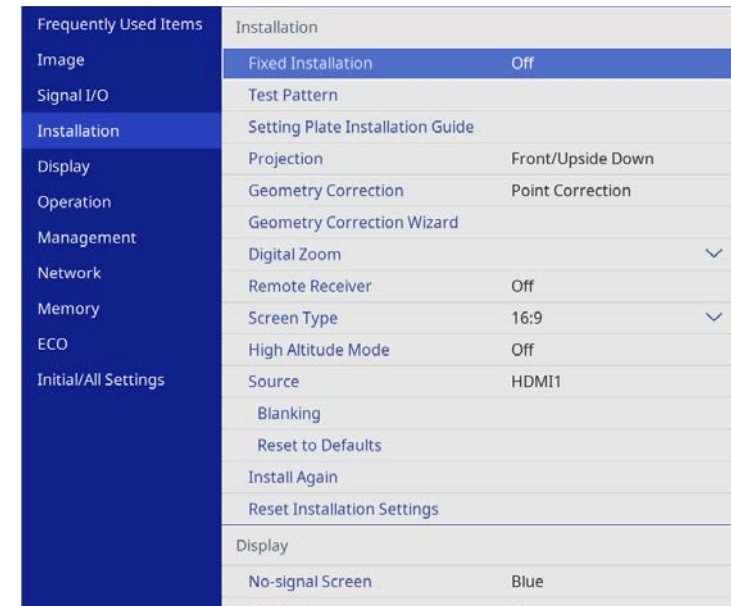 Frequently Used Items
Image
Signal I/O
Installation
Display
Operation
Management
Network
Memory
ECO
Initial/All Settings
Installation
Fixed Installation Off
Test Pattern
Setting Plate Installation Guide
Projection Front/Upside Down
Geometry Correction Point Correction
Geometry Correction Wizard
Digital Zoom
Remote Receiver Off
Screen Type 16:9
High Altitude Mode Off
Source HDMI1
Blanking
Reset to Defaults
Install Again
Reset Installation Settings
Display
No-signal Screen Blue